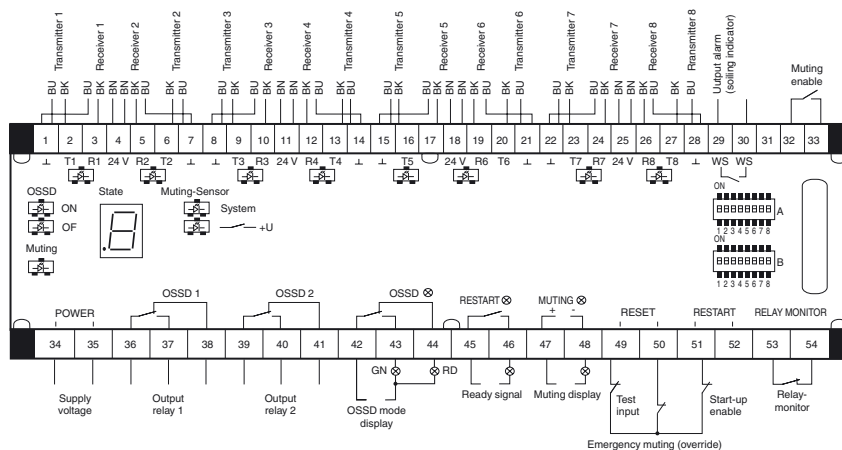 Transmitter 1 Receiver 1 Receiver 2 Transmitter 2 Transmitter 3 Receiver 3 Receiver 4 Transmitter 4 Transmitter 5 Receiver 5 Receiver 6 Transmitter 6 Transmitter 7 Receiver 7 Receiver 8 Transmitter 8 Uutput alarm
(soiling indicator)
Muting
enable
BU BK BU BK BN BN BK BU BK BU BU BK BU BK BN BN BK BU BK BU BU BK BU BK BN BN BK BU BK BU BU BK BU BK BN BN BK BU BK BU
1 2 3 4 5 6 7 8 9 10 11 12 13 14 15 16 17 18 19 20 21 22 23 24 25 26 27 28 29 30 31 32 33
⊥ T1 R1 24 V R2 T2 ⊥ ⊥ T3 R3 24 V R4 T4 ⊥ ⊥ T5 24 V R6 T6 ⊥ ⊥ T7 R7 24 V R8 T8 ⊥ WS WS
OSSD State Muting-Sensor
ON System
OF +U
Muting
ON
A
1 2 3 4 5 6 7 8
ON
B
1 2 3 4 5 6 7 8
POWER OSSD 1 OSSD 2 OSSD RESTART MUTING RESET RESTART RELAY MONITOR
+ -
34 35 36 37 38 39 40 41 42 43 44 45 46 47 48 49 50 51 52 53 54
GN RD
Supply
voltage
Output
relay 1
Output
relay 2
OSSD mode
display
Ready signal
Muting display
Test
input
Start-up
enable
Relay-
monitor
Emergency muting (override)